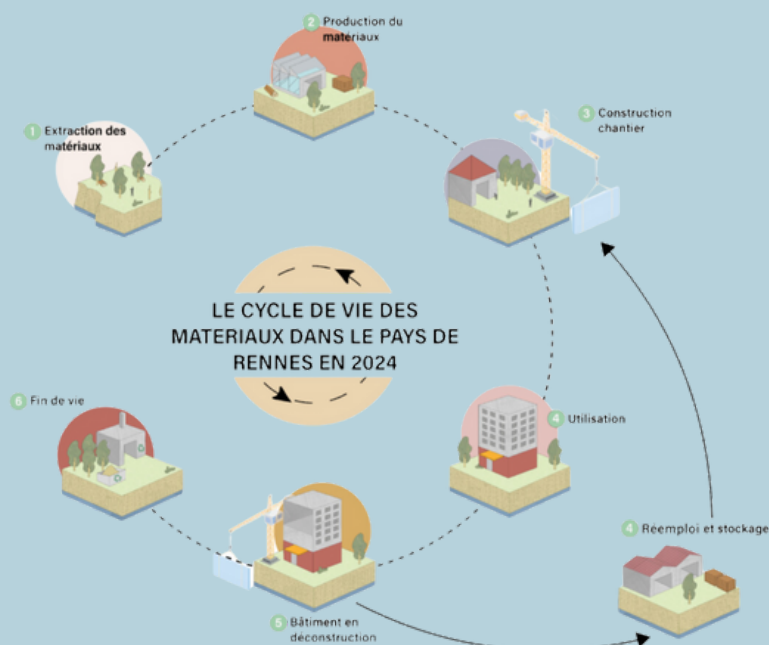 2 Production du
matériaux
1 Extraction des
matériaux
3 Construction
chantier
LE CYCLE DE VIE DES
MATERIAUX DANS LE PAYS DE
RENNES EN 2024
6 Fin de vie
4 Utilisation
4 Réemploi et stockage
5 Bâtiment en
déconstruction